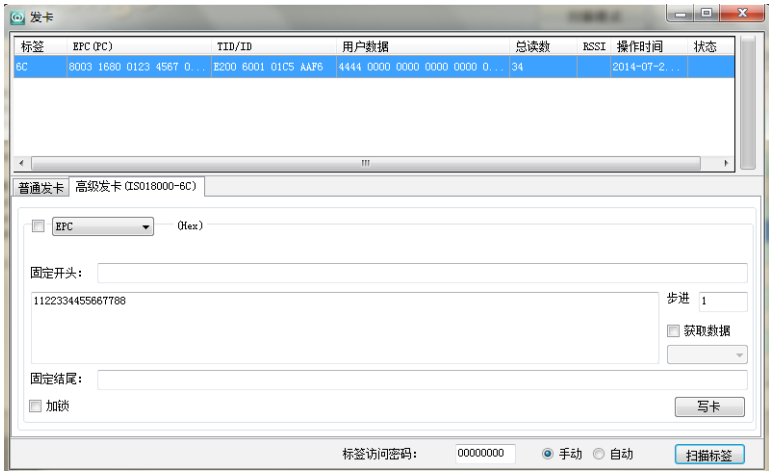 发卡
标签 EPC(PC) TID/ID 用户数据 总读数 RSSI 操作时间 状态
6C 8003 1680 0123 4567 0... E200 6001 01C5 AAF6 4444 0000 0000 0000 0000 0... 34 2014-07-2...
普通发卡 高级发卡(ISO18000-6C)
EPC (Hex)
固定开头:
1122334455667788
步进 1
获取数据
固定结尾:
加锁
写卡
标签访问密码: 00000000 手动 自动 扫描标签